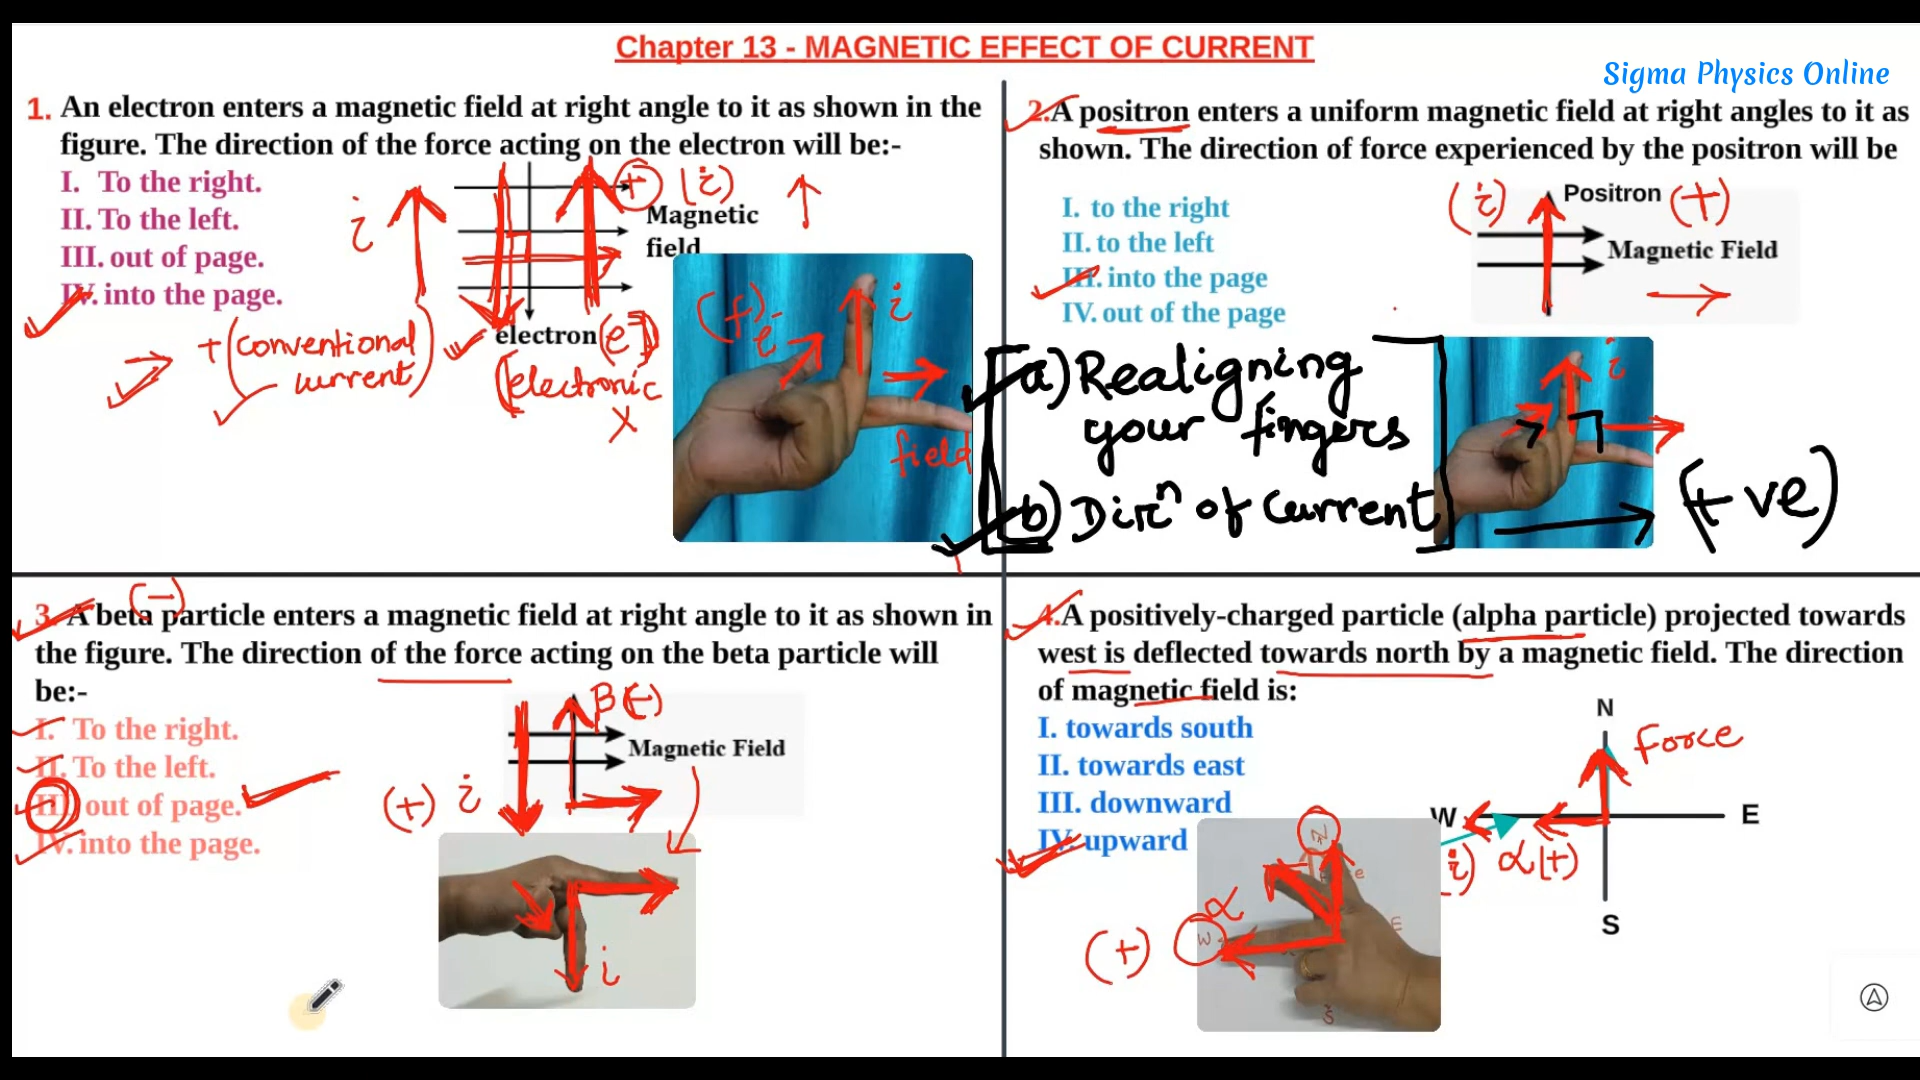 Chapter 13 - MAGNETIC EFFECT OF CURRENT
Sigma Physics Online
1. An electron enters a magnetic field at right angle to it as shown in the
figure. The direction of the force acting on the electron will be:-
I. To the right.
II. To the left.
III. out of page.
IV. into the page.
i
+ (i)
Magnetic
field
electron (e⁻)
+ (conventional
current)
(electronic
x
(f)
e⁻
i
field
2. A positron enters a uniform magnetic field at right angles to it as
shown. The direction of force experienced by the positron will be
I. to the right
II. to the left
III. into the page
IV. out of the page
(i)
Positron (+)
Magnetic Field
a) Realigning
your fingers
b) Dirⁿ of current
i
(+ve)
(-)
3. A beta particle enters a magnetic field at right angle to it as shown in
the figure. The direction of the force acting on the beta particle will
be:-
I. To the right.
II. To the left.
III. out of page.
IV. into the page.
β(-)
Magnetic Field
(+) i
i
4. A positively-charged particle (alpha particle) projected towards
west is deflected towards north by a magnetic field. The direction
of magnetic field is:
I. towards south
II. towards east
III. downward
IV. upward
N
Force
W
E
(i)
α(+)
S
N
α
(+)
W
E
S